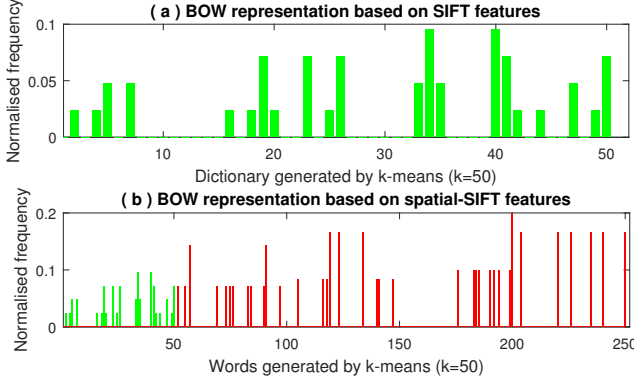 ( a ) BOW representation based on SIFT features
Normalised frequency
0.1
0.05
0
10 20 30 40 50
Dictionary generated by k-means (k=50)
( b ) BOW representation based on spatial-SIFT features
Normalised frequency
0.2
0.1
0
50 100 150 200 250
Words generated by k-means (k=50)